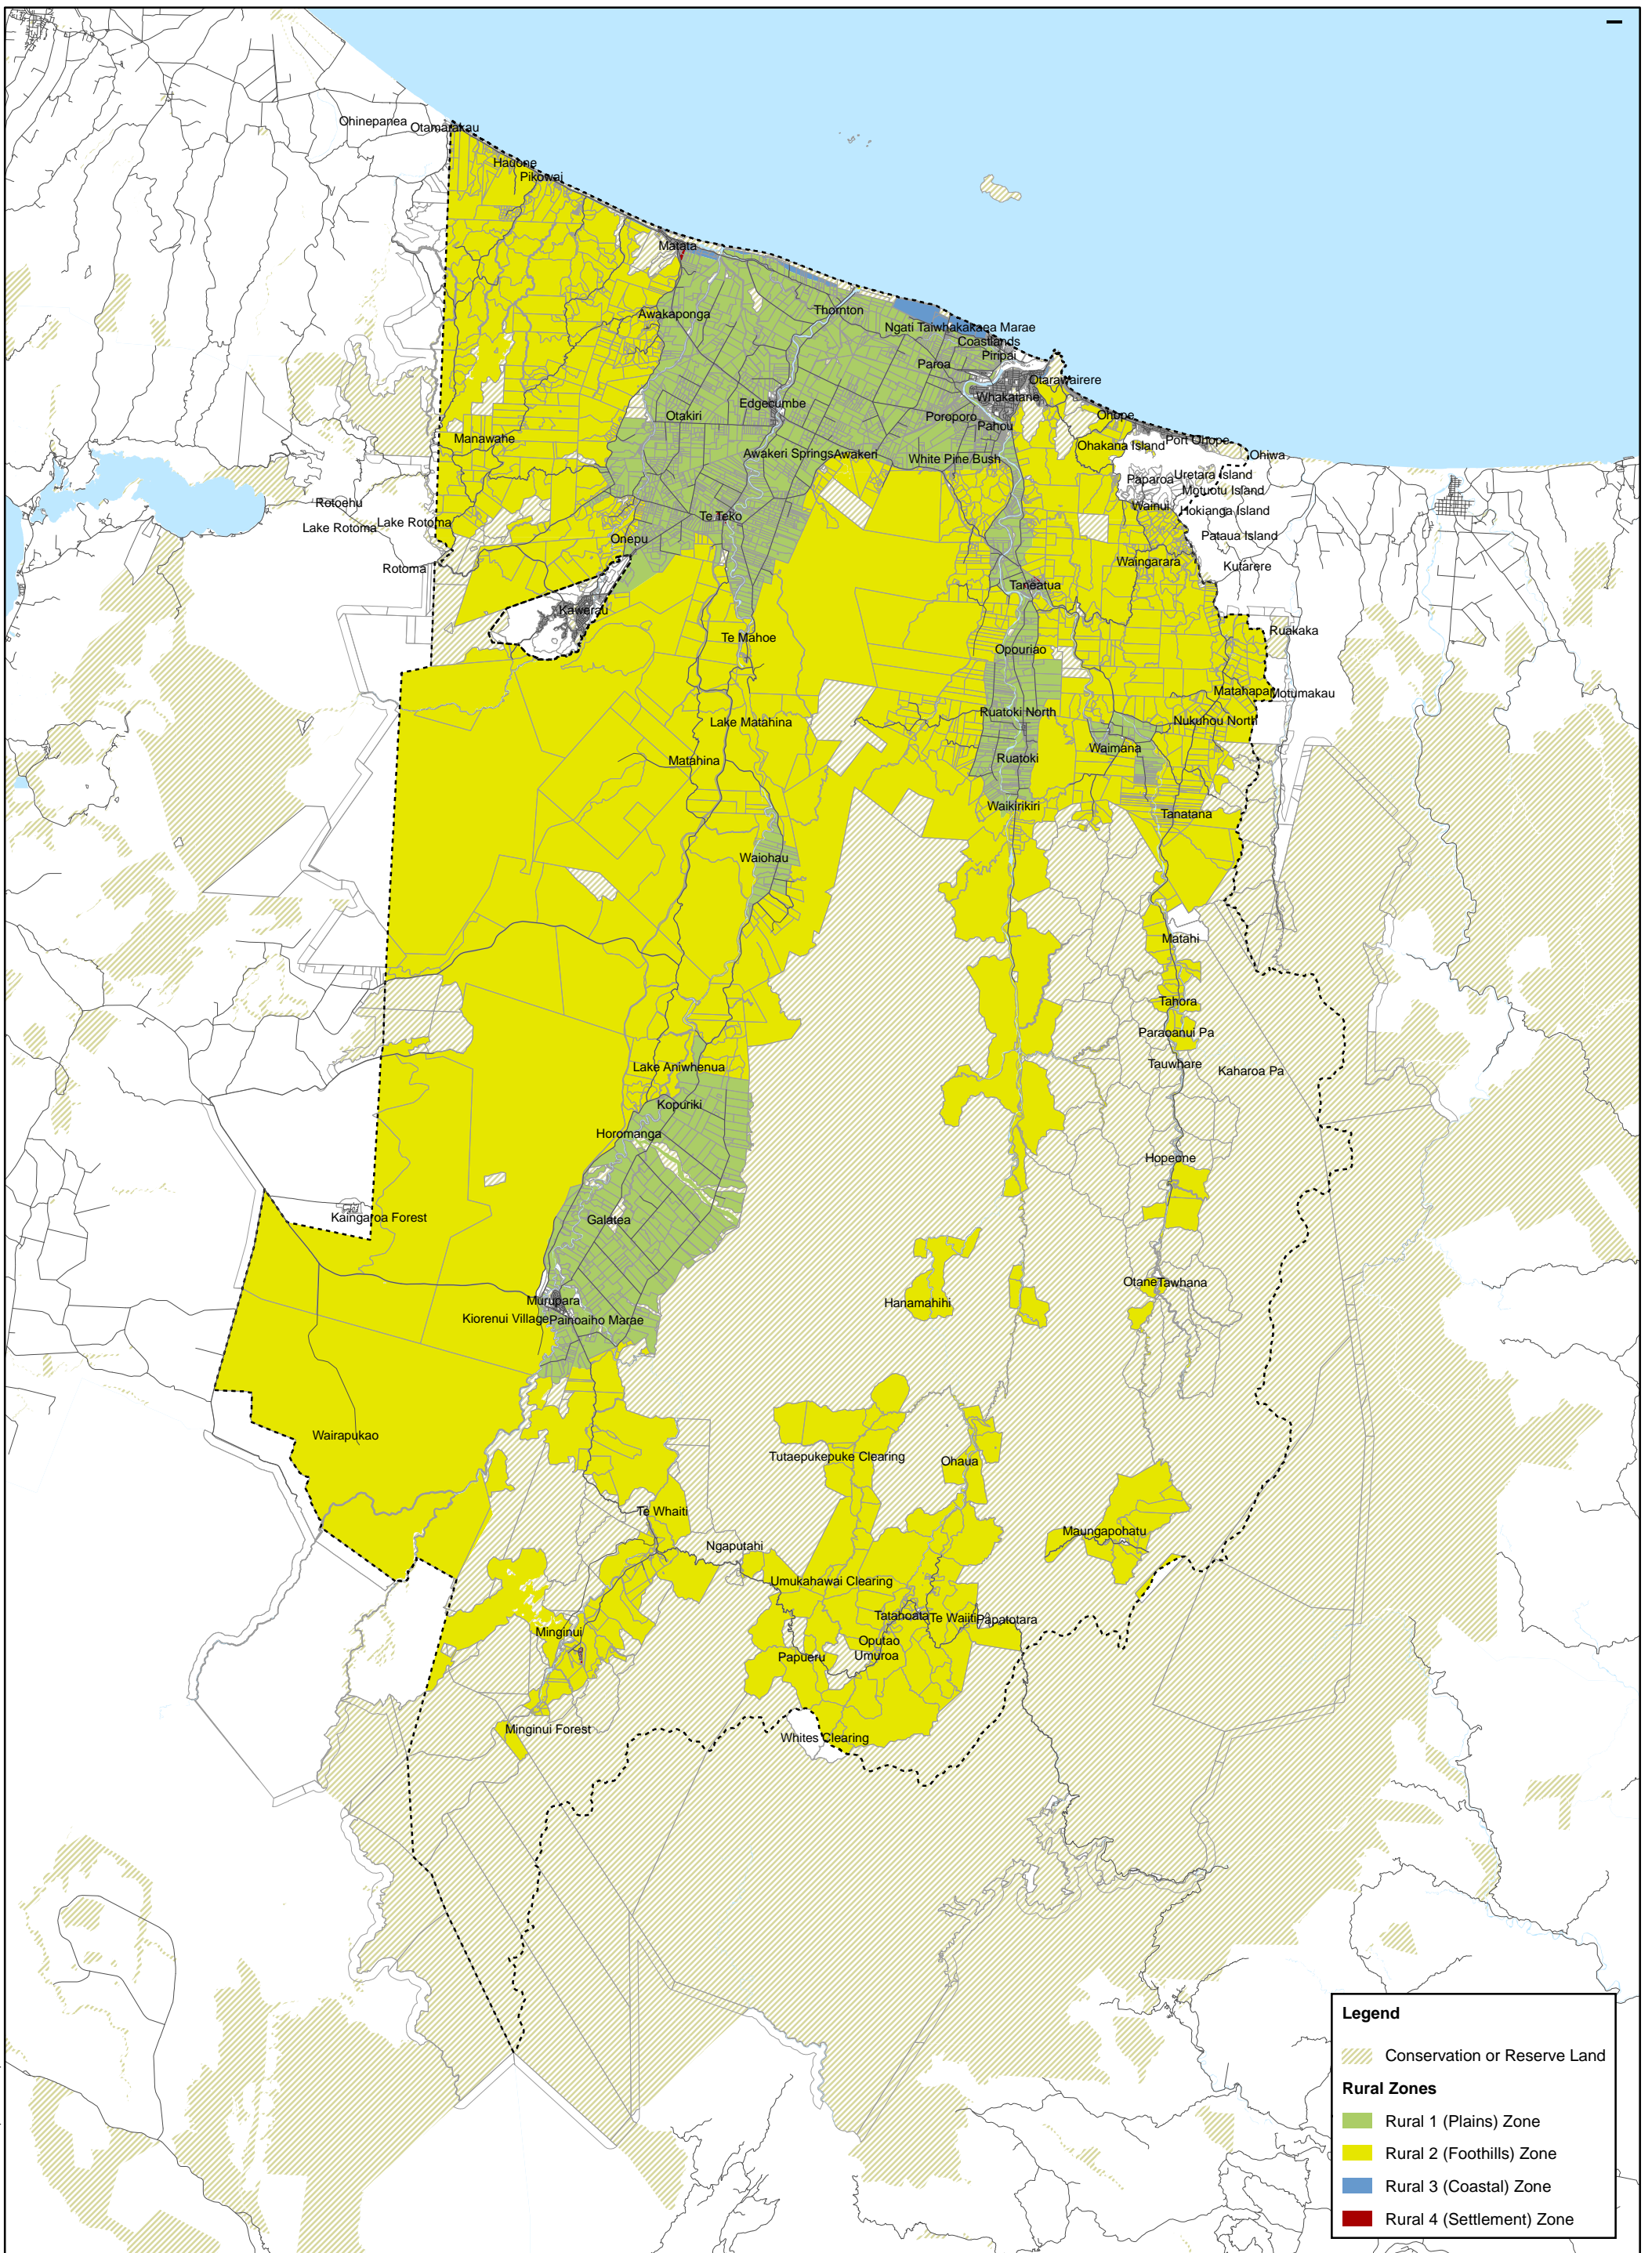 Ohinepanea
Otamarakau
Hauone
Pikowai
Matata
Awakaponga
Thornton
Ngati Taiwhakakaea Marae
Coastlands
Piripai
Paroa
Otarawairere
Whakatane
Edgecumbe
Otakiri
Poroporo
Pahou
Ohope
Manawahe
Awakeri Springs
Awakeri
White Pine Bush
Ohakana Island
Port Ohope
Ohiwa
Uretara Island
Paparoa
Motuotu Island
Rotoehu
Wainui
Hokianga Island
Lake Rotoma
Lake Rotoma
Te Teko
Onepu
Pataua Island
Rotoma
Waingarara
Kutarere
Taneatua
Kawerau
Te Mahoe
Ruakaka
Opouriao
Matahapa
Motumakau
Ruatoki North
Lake Matahina
Nukuhou North
Waimana
Matahina
Ruatoki
Waikirikiri
Tanatana
Waiohau
Matahi
Tahora
Paraoanui Pa
Lake Aniwhenua
Tauwhare
Kaharoa Pa
Kopuriki
Horomanga
Hopeone
Kaingaroa Forest
Galatea
Otane
Tawhana
Murupara
Hanamahihi
Kiorenui Village
Painoaiho Marae
Wairapukao
Tutaepukepuke Clearing
Ohaua
Te Whaiti
Maungapohatu
Ngaputahi
Umukahawai Clearing
Tatahoata
Te Waiiti
Papatotara
Minginui
Oputao
Papueru
Umuroa
Minginui Forest
Whites Clearing
Legend
Conservation or Reserve Land
Rural Zones
Rural 1 (Plains) Zone
Rural 2 (Foothills) Zone
Rural 3 (Coastal) Zone
Rural 4 (Settlement) Zone